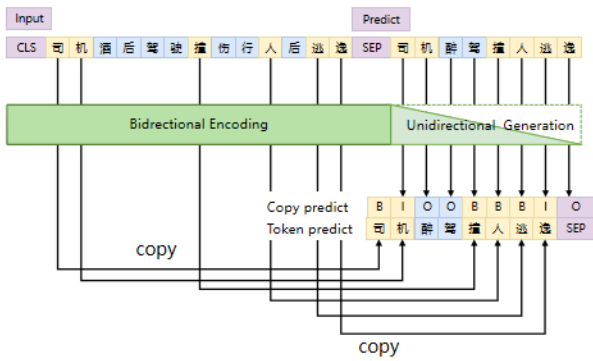 Input Predict
CLS 司 机 酒 后 驾 驶 撞 伤 行 人 后 逃 逸 SEP 司 机 醉 驾 撞 人 逃 逸
Bidrectional Encoding Unidirectional Generation
Copy predict B I O O B B B I O
Token predict 司 机 醉 驾 撞 人 逃 逸 SEP
copy
copy